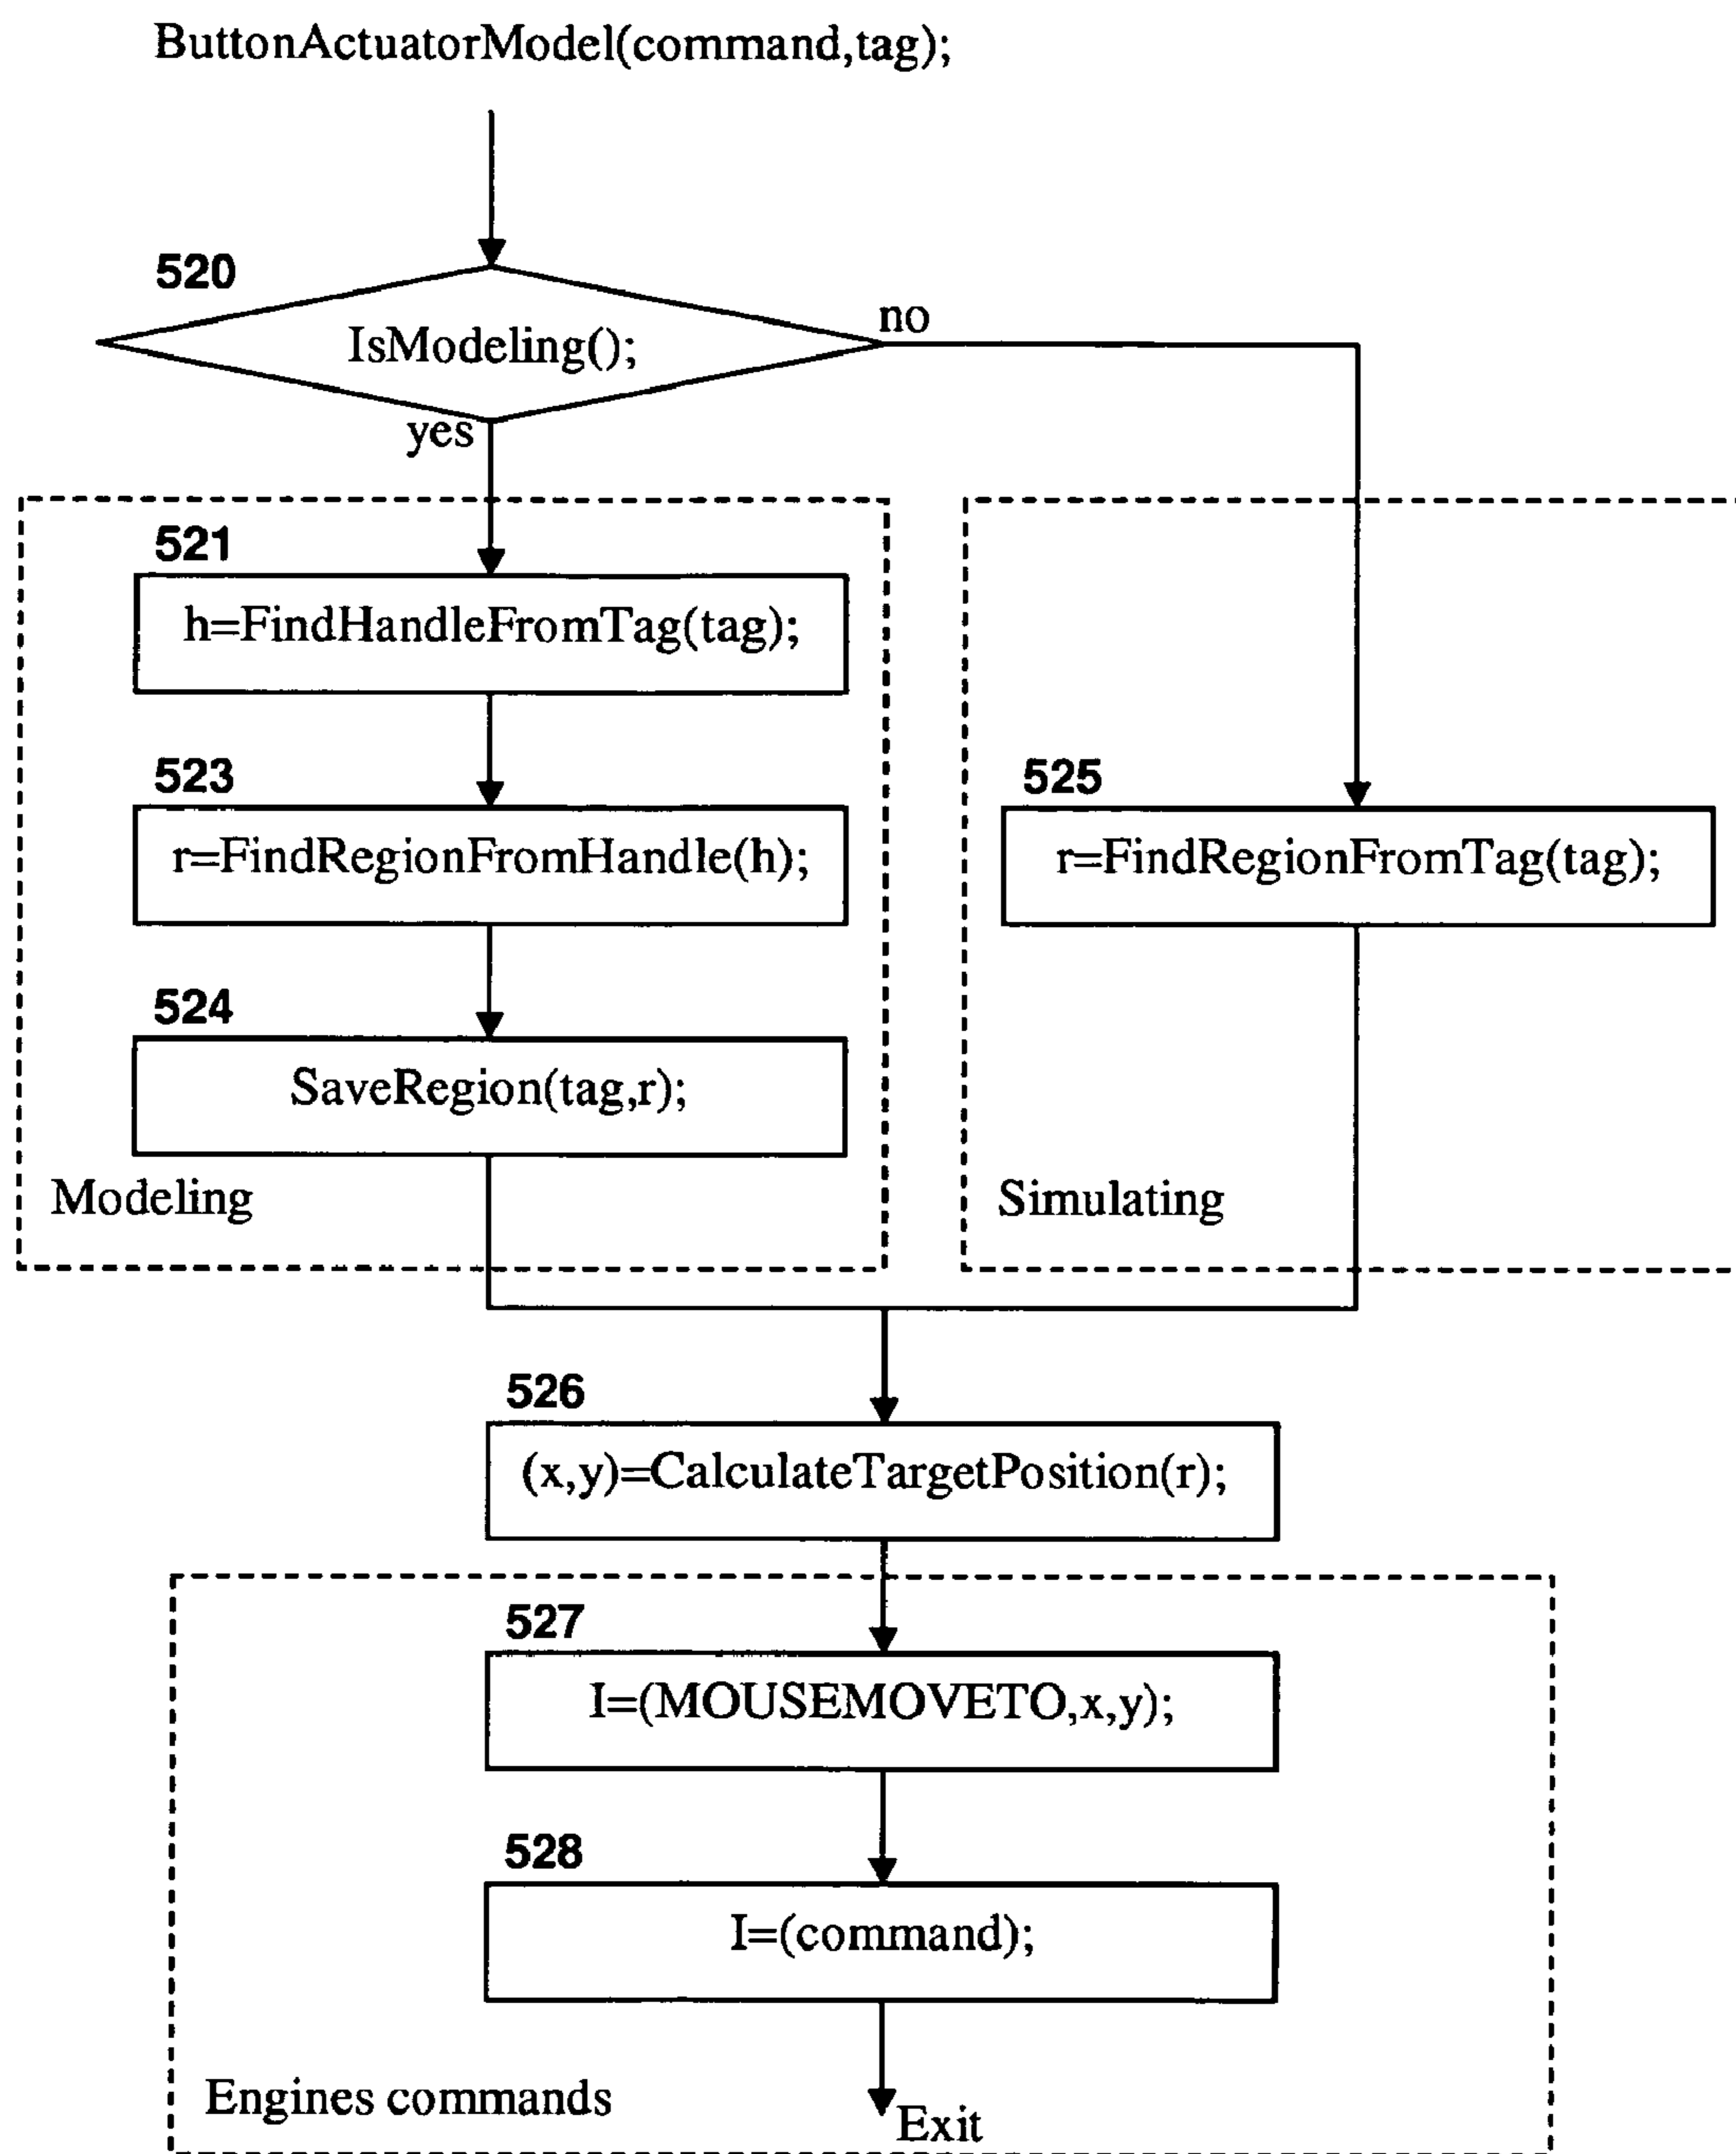 ButtonActuatorModel(command,tag);
520
IsModeling();
no
yes
521
h=FindHandleFromTag(tag);
523
r=FindRegionFromHandle(h);
525
r=FindRegionFromTag(tag);
524
SaveRegion(tag,r);
Modeling
Simulating
526
(x,y)=CalculateTargetPosition(r);
527
I=(MOUSEMOVETO,x,y);
528
I=(command);
Engines commands
Exit